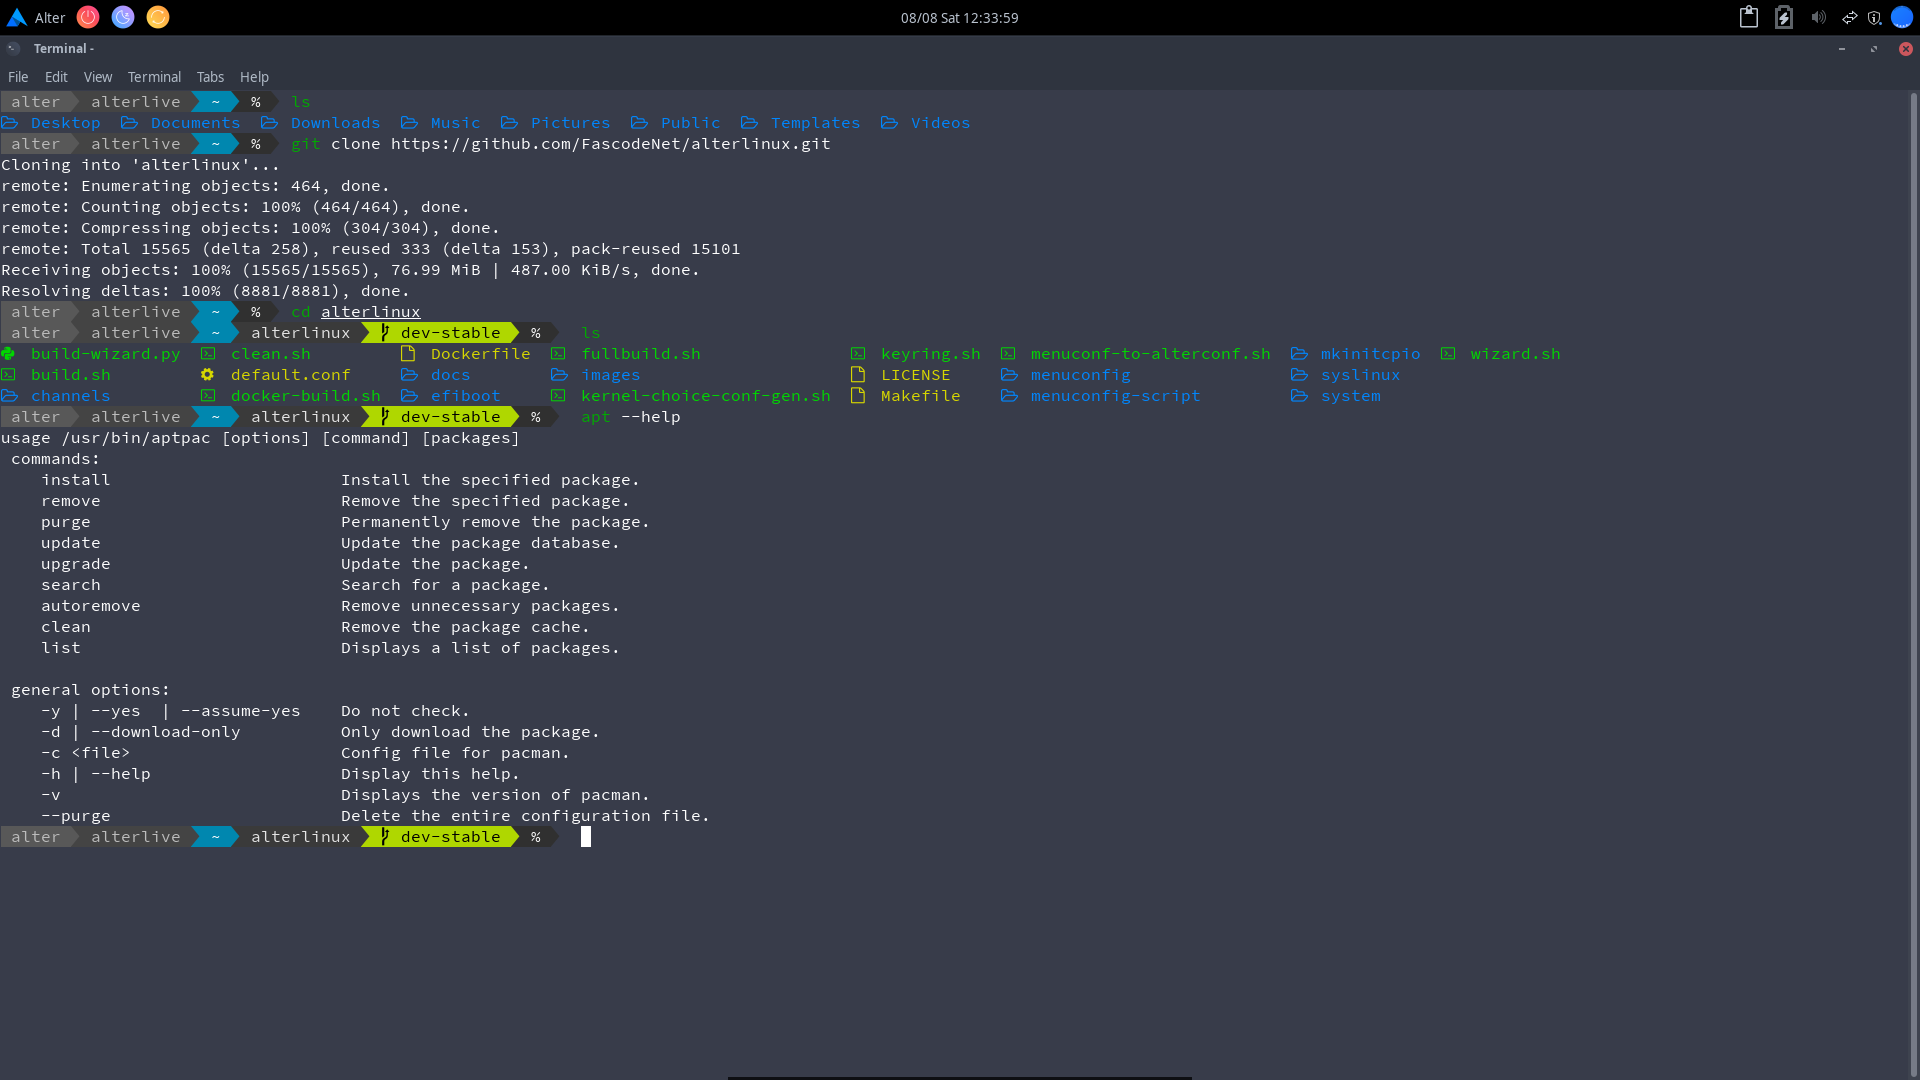 Alter 08/08 Sat 12:33:59
Terminal -
File Edit View Terminal Tabs Help
alter alterlive ~ % ls
Desktop Documents Downloads Music Pictures Public Templates Videos
alter alterlive ~ % git clone https://github.com/FascodeNet/alterlinux.git
Cloning into 'alterlinux'...
remote: Enumerating objects: 464, done.
remote: Counting objects: 100% (464/464), done.
remote: Compressing objects: 100% (304/304), done.
remote: Total 15565 (delta 258), reused 333 (delta 153), pack-reused 15101
Receiving objects: 100% (15565/15565), 76.99 MiB | 487.00 KiB/s, done.
Resolving deltas: 100% (8881/8881), done.
alter alterlive ~ % cd alterlinux
alter alterlive ~ alterlinux dev-stable % ls
build-wizard.py clean.sh Dockerfile fullbuild.sh keyring.sh menuconf-to-alterconf.sh mkinitcpio wizard.sh
build.sh default.conf docs images LICENSE menuconfig syslinux
channels docker-build.sh efiboot kernel-choice-conf-gen.sh Makefile menuconfig-script system
alter alterlive ~ alterlinux dev-stable % apt --help
usage /usr/bin/aptpac [options] [command] [packages]
commands:
install Install the specified package.
remove Remove the specified package.
purge Permanently remove the package.
update Update the package database.
upgrade Update the package.
search Search for a package.
autoremove Remove unnecessary packages.
clean Remove the package cache.
list Displays a list of packages.
general options:
-y | --yes | --assume-yes Do not check.
-d | --download-only Only download the package.
-c <file> Config file for pacman.
-h | --help Display this help.
-v Displays the version of pacman.
--purge Delete the entire configuration file.
alter alterlive ~ alterlinux dev-stable %